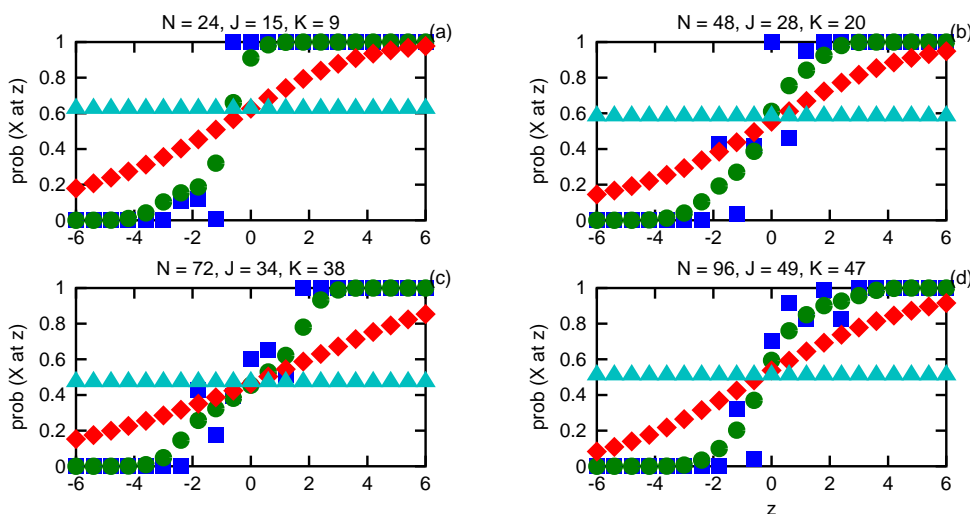 N = 24, J = 15, K = 9
(a)
prob (X at z)
1
0.8
0.6
0.4
0.2
0
-6 -4 -2 0 2 4 6
N = 48, J = 28, K = 20
(b)
prob (X at z)
1
0.8
0.6
0.4
0.2
0
-6 -4 -2 0 2 4 6
N = 72, J = 34, K = 38
(c)
prob (X at z)
1
0.8
0.6
0.4
0.2
0
-6 -4 -2 0 2 4 6
N = 96, J = 49, K = 47
(d)
prob (X at z)
1
0.8
0.6
0.4
0.2
0
-6 -4 -2 0 2 4 6
z